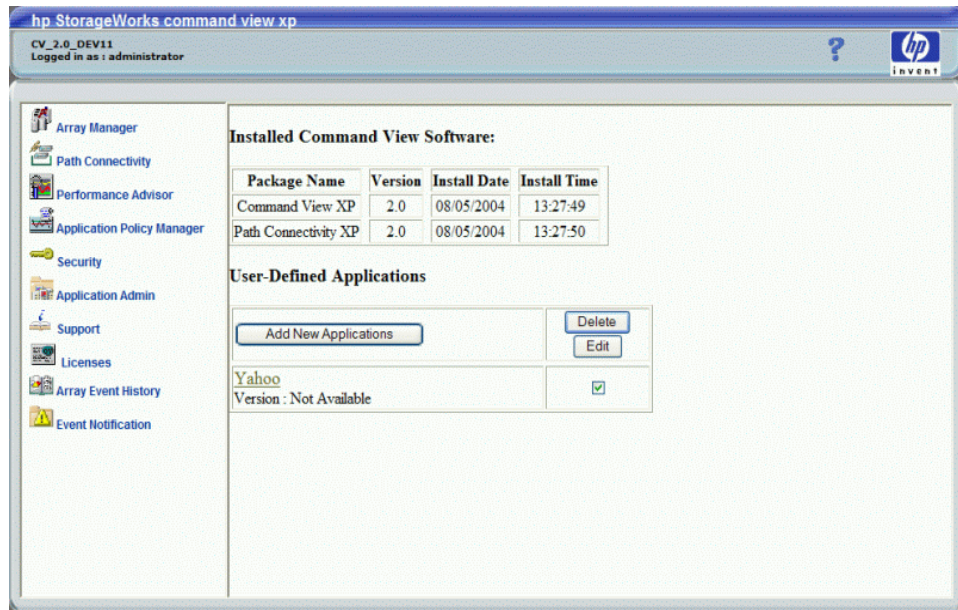 hp StorageWorks command view xp
CV_2.0_DEV11
Logged in as : administrator
?
hp
invent
Array Manager
Path Connectivity
Performance Advisor
Application Policy Manager
Security
Application Admin
Support
Licenses
Array Event History
Event Notification
Installed Command View Software:
Package Name Version Install Date Install Time
Command View XP 2.0 08/05/2004 13:27:49
Path Connectivity XP 2.0 08/05/2004 13:27:50
User-Defined Applications
Add New Applications
Delete
Edit
Yahoo
Version : Not Available